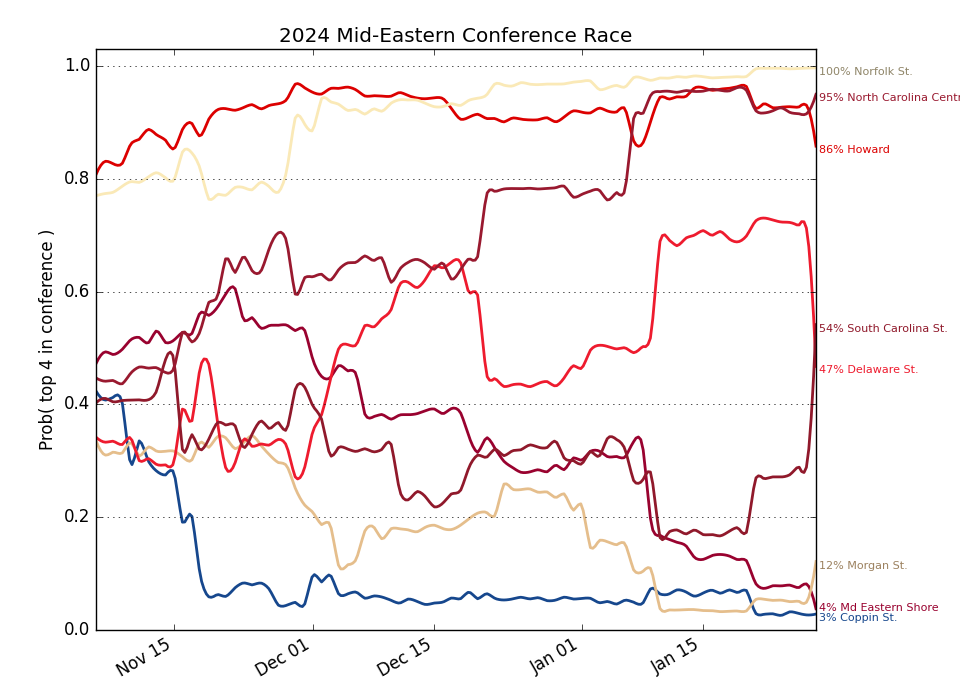 2024 Mid-Eastern Conference Race
Prob( top 4 in conference )
1.0
0.8
0.6
0.4
0.2
0.0
Nov 15
Dec 01
Dec 15
Jan 01
Jan 15
100% Norfolk St.
95% North Carolina Centr
86% Howard
54% South Carolina St.
47% Delaware St.
12% Morgan St.
4% Md Eastern Shore
3% Coppin St.